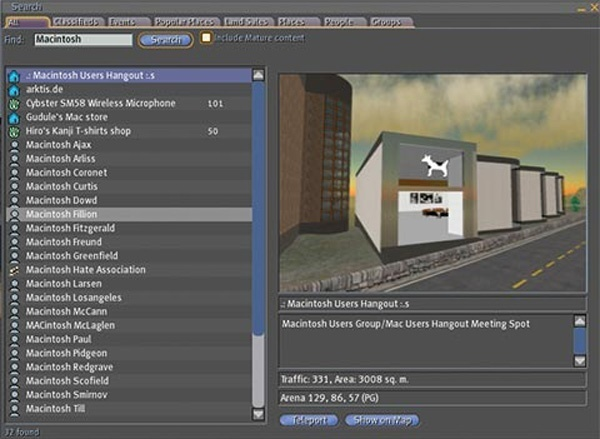 Search
All Classifieds Events Popular Places Land Sales Places People Groups
Find: Macintosh Search Include Mature content
.: Macintosh Users Hangout :.s
arktis.de
Cybster SM58 Wireless Microphone 101
Gudule's Mac store
Hiro's Kanji T-shirts shop 50
Macintosh Ajax
Macintosh Arliss
Macintosh Coronet
Macintosh Curtis
Macintosh Dowd
Macintosh Fillion
Macintosh Fitzgerald
Macintosh Freund
Macintosh Greenfield
Macintosh Hate Association
Macintosh Larsen
Macintosh Losangeles
Macintosh McCann
MACintosh McLaglen
Macintosh Paul
Macintosh Pidgeon
Macintosh Redgrave
Macintosh Scofield
Macintosh Smirnov
Macintosh Till
32 found
.: Macintosh Users Hangout :.s
Macintosh Users Group/Mac Users Hangout Meeting Spot
Traffic: 331, Area: 3008 sq. m.
Arena 129, 86, 57 (PG)
Teleport Show on Map